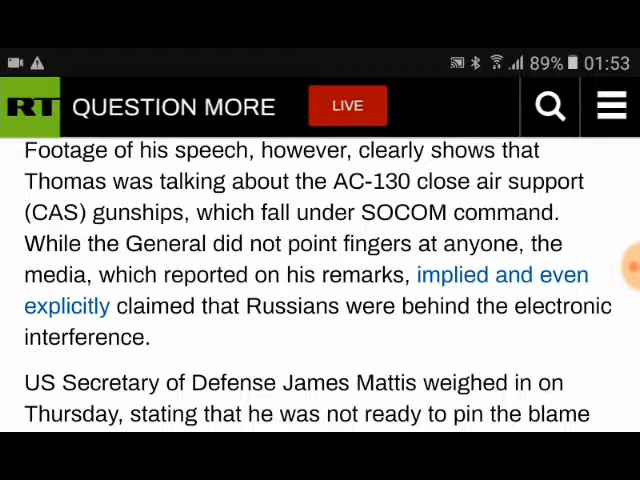 89% 01:53
RT QUESTION MORE LIVE
Footage of his speech, however, clearly shows that
Thomas was talking about the AC-130 close air support
(CAS) gunships, which fall under SOCOM command.
While the General did not point fingers at anyone, the
media, which reported on his remarks, implied and even
explicitly claimed that Russians were behind the electronic
interference.
US Secretary of Defense James Mattis weighed in on
Thursday, stating that he was not ready to pin the blame